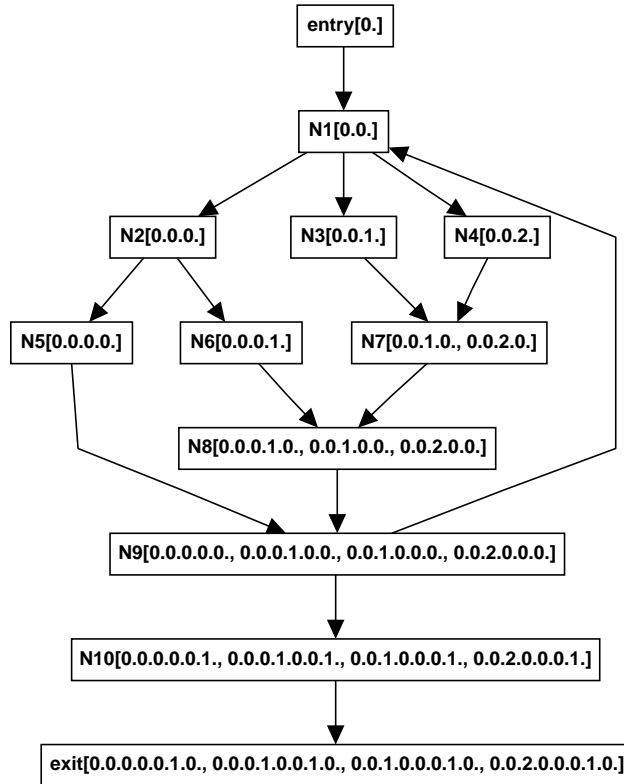 entry[0.]
N1[0.0.]
N2[0.0.0.]
N3[0.0.1.]
N4[0.0.2.]
N5[0.0.0.0.]
N6[0.0.0.1.]
N7[0.0.1.0., 0.0.2.0.]
N8[0.0.0.1.0., 0.0.1.0.0., 0.0.2.0.0.]
N9[0.0.0.0.0., 0.0.0.1.0.0., 0.0.1.0.0.0., 0.0.2.0.0.0.]
N10[0.0.0.0.0.1., 0.0.0.1.0.0.1., 0.0.1.0.0.0.1., 0.0.2.0.0.0.1.]
exit[0.0.0.0.0.1.0., 0.0.0.1.0.0.1.0., 0.0.1.0.0.0.1.0., 0.0.2.0.0.0.1.0.]